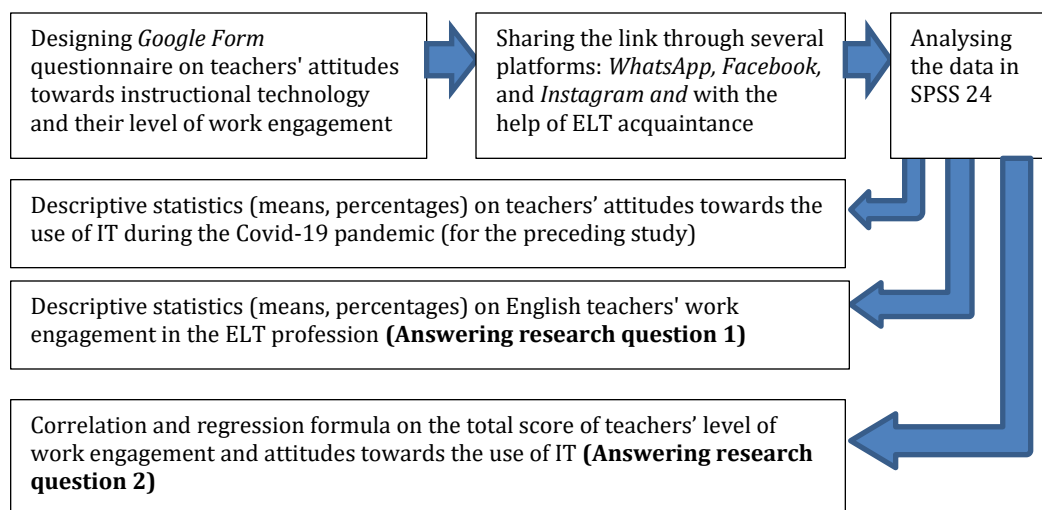 Designing Google Form
questionnaire on teachers' attitudes
towards instructional technology
and their level of work engagement
Sharing the link through several
platforms: WhatsApp, Facebook,
and Instagram and with the
help of ELT acquaintance
Analysing
the data in
SPSS 24
Descriptive statistics (means, percentages) on teachers’ attitudes towards the
use of IT during the Covid-19 pandemic (for the preceding study)
Descriptive statistics (means, percentages) on English teachers' work
engagement in the ELT profession (Answering research question 1)
Correlation and regression formula on the total score of teachers’ level of
work engagement and attitudes towards the use of IT (Answering research
question 2)